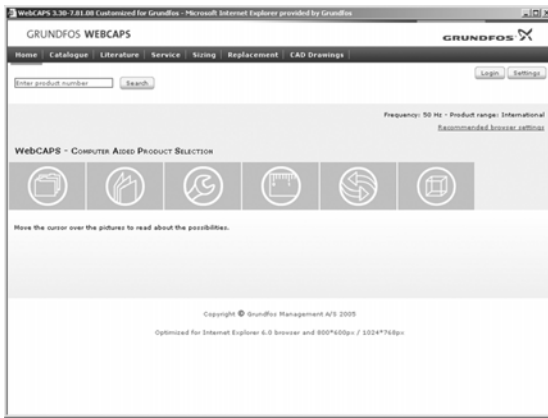 WebCAPS 3.30-7.01.00 Customized for Grundfos - Microsoft Internet Explorer provided by Grundfos
GRUNDFOS WEBCAPS
GRUNDFOS
Home Catalogue Literature Service Sizing Replacement CAD Drawings
Login Settings
Enter product number Search
Frequency: 50 Hz - Product range: International
Recommended browser settings
WebCAPS - Computer Aided Product Selection
Move the cursor over the pictures to read about the possibilities.
Copyright © Grundfos Management A/S 2005
Optimized for Internet Explorer 6.0 browser and 800*600px / 1024*768px